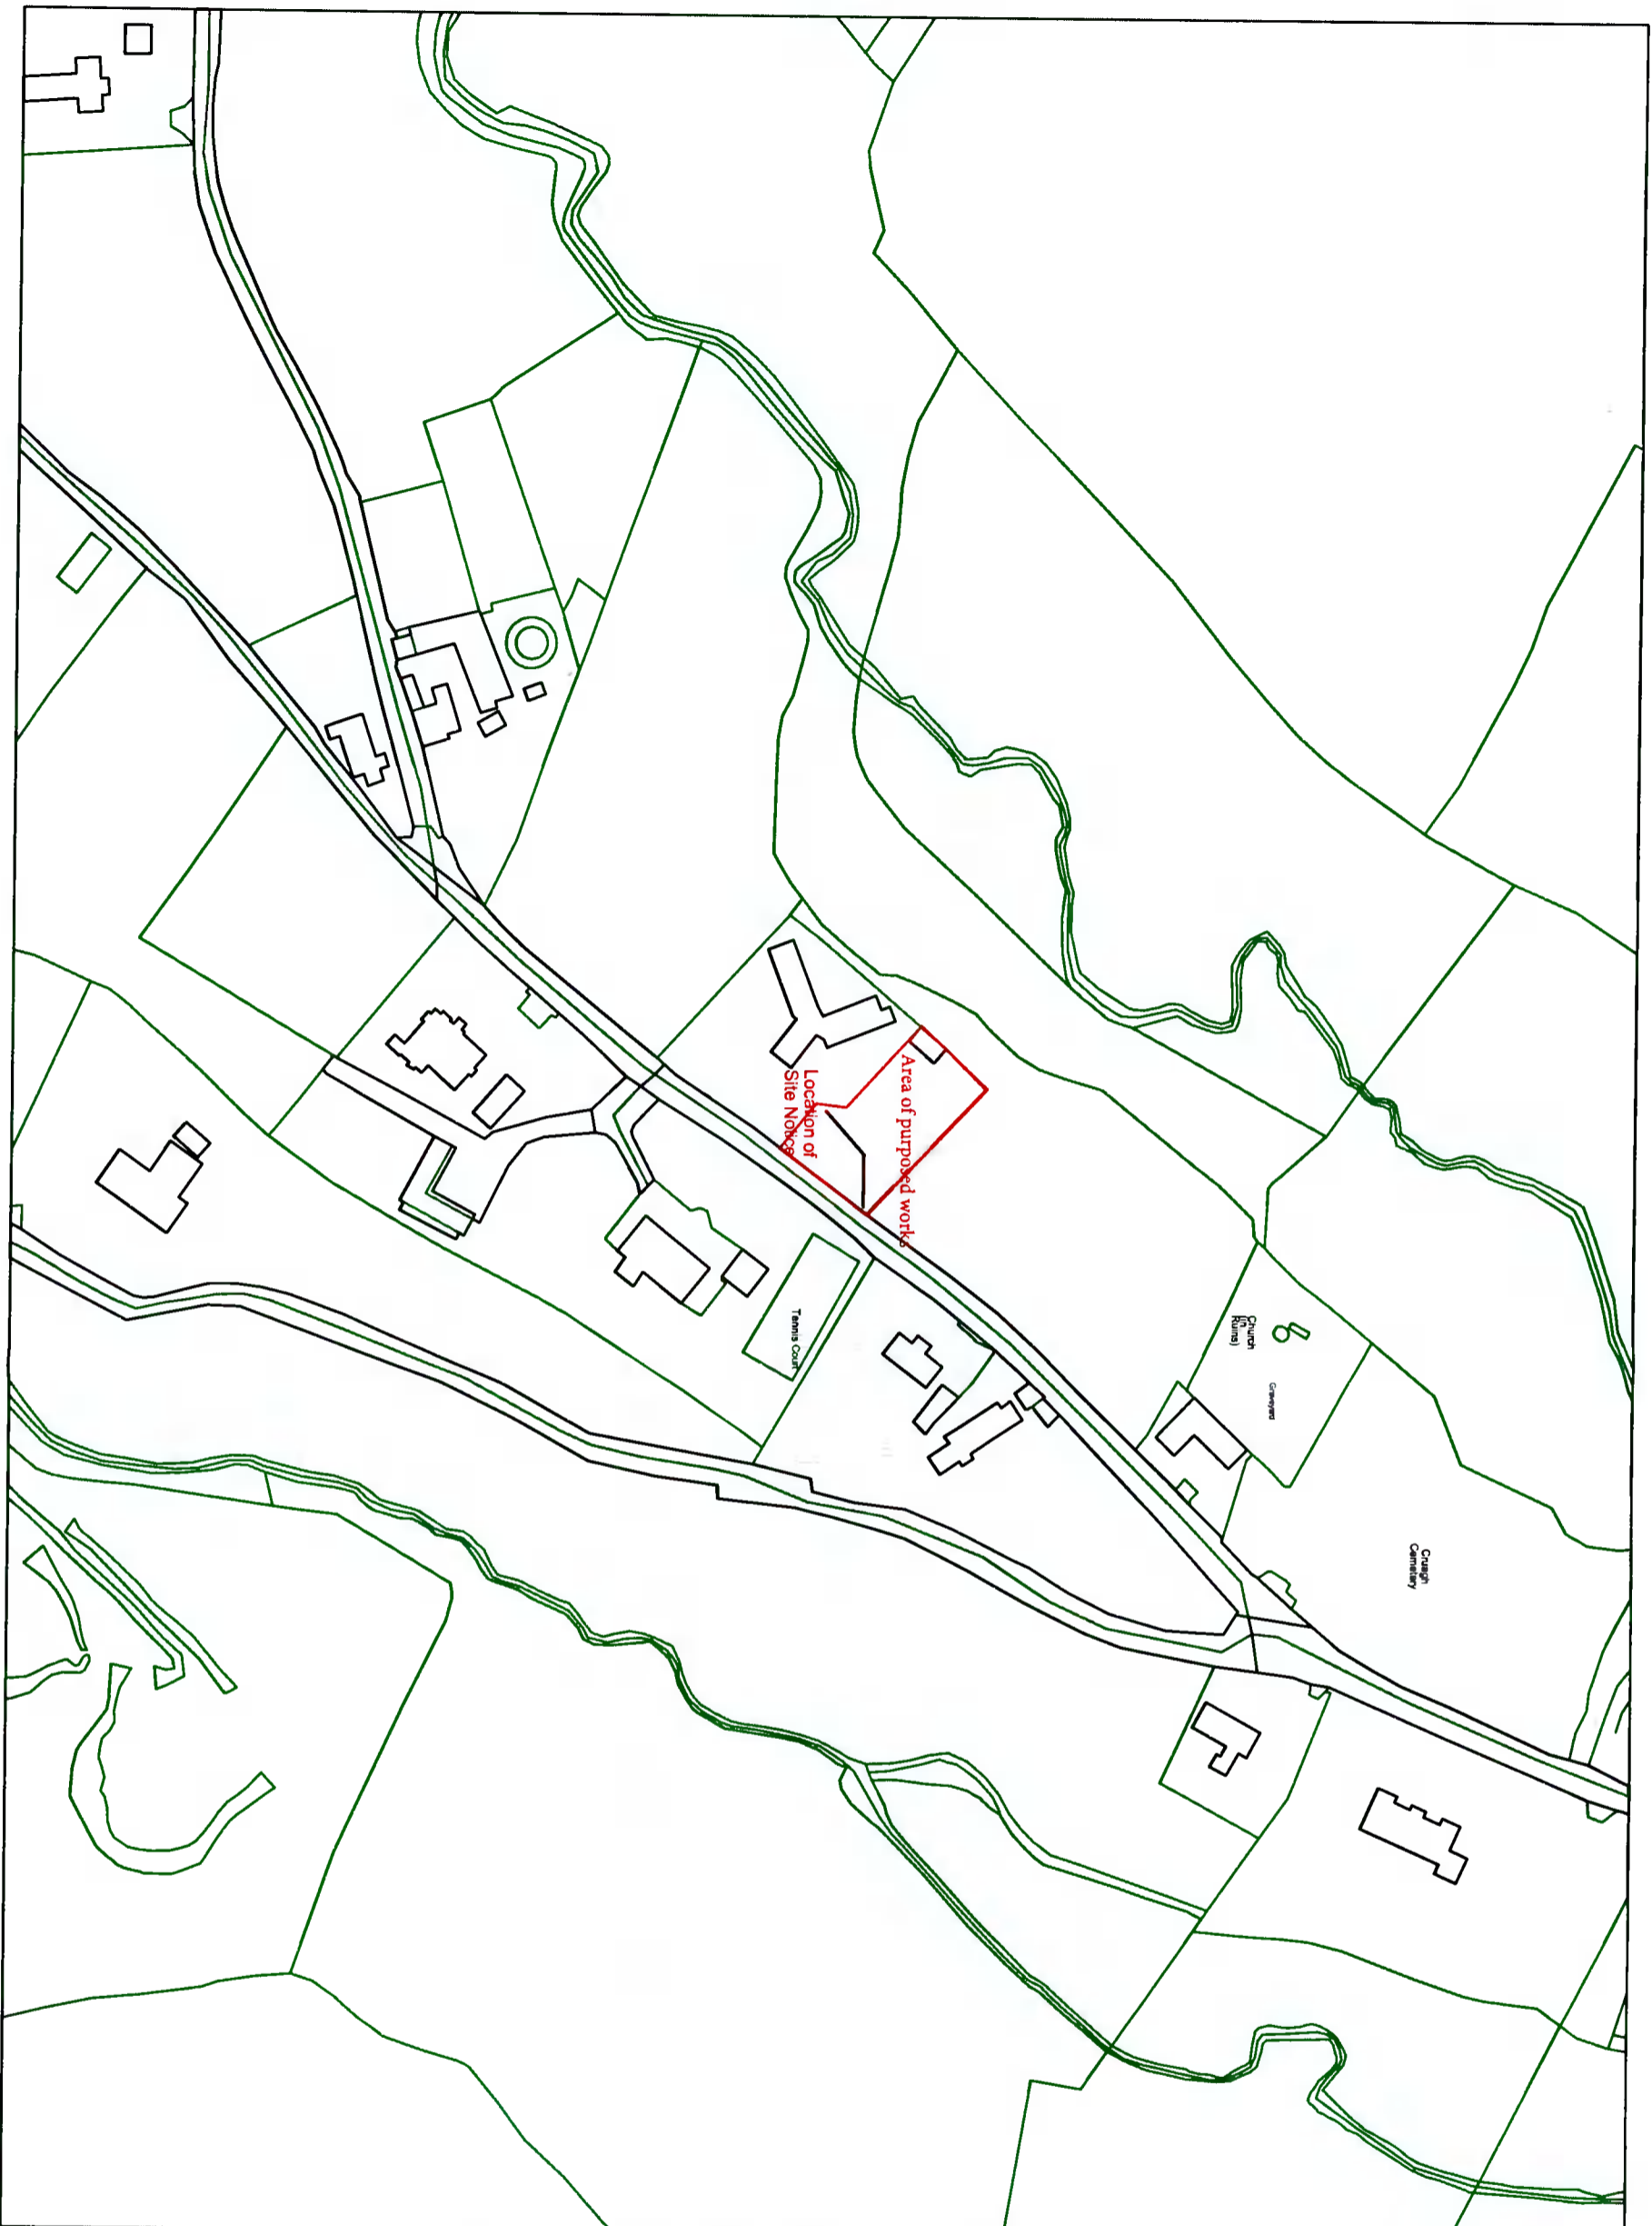 Area of purposed works
Location of
Site Notice
Tennis Court
Church
(in
Ruins)
Graveyard
Cruagh
Cemetery